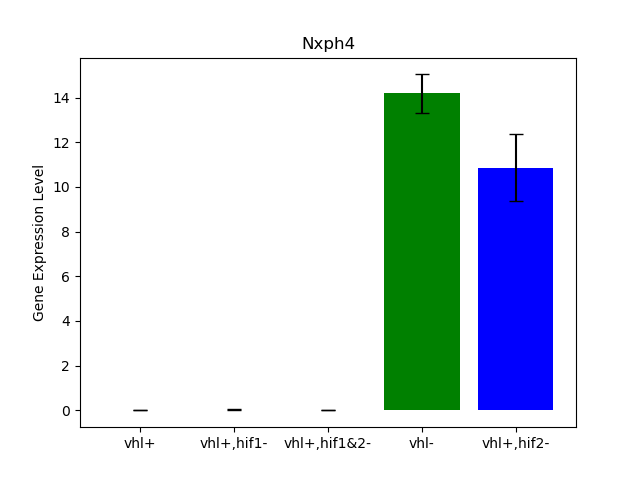 Nxph4
Gene Expression Level
14
12
10
8
6
4
2
0
vhl+ vhl+,hif1- vhl+,hif1&2- vhl- vhl+,hif2-